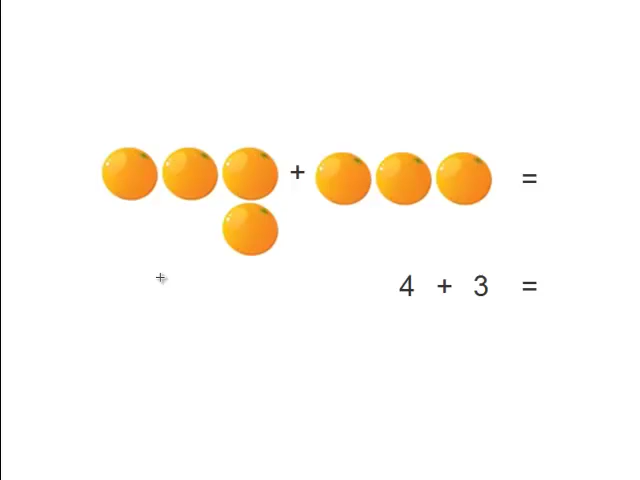 + =
4 + 3 =